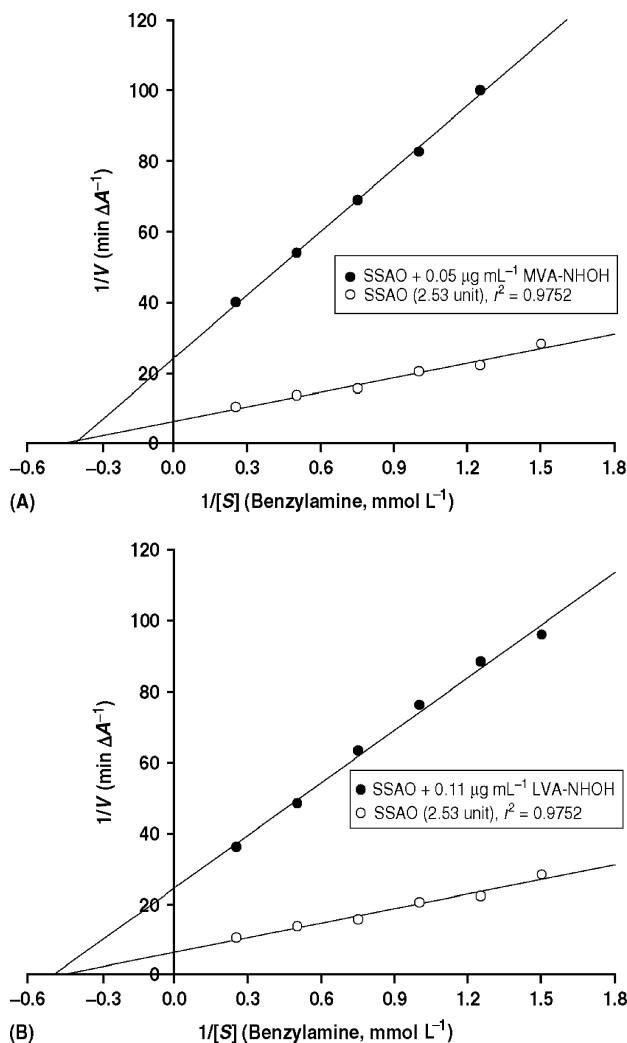 120
100
80
60
40
20
0
1/V (min ΔA⁻¹)
SSAO + 0.05 µg mL⁻¹ MVA-NHOH
SSAO (2.53 unit), r² = 0.9752
−0.6 −0.3 0.0 0.3 0.6 0.9 1.2 1.5 1.8
(A) 1/[S] (Benzylamine, mmol L⁻¹)
120
100
80
60
40
20
0
1/V (min ΔA⁻¹)
SSAO + 0.11 µg mL⁻¹ LVA-NHOH
SSAO (2.53 unit), r² = 0.9752
−0.6 −0.3 0.0 0.3 0.6 0.9 1.2 1.5 1.8
(B) 1/[S] (Benzylamine, mmol L⁻¹)